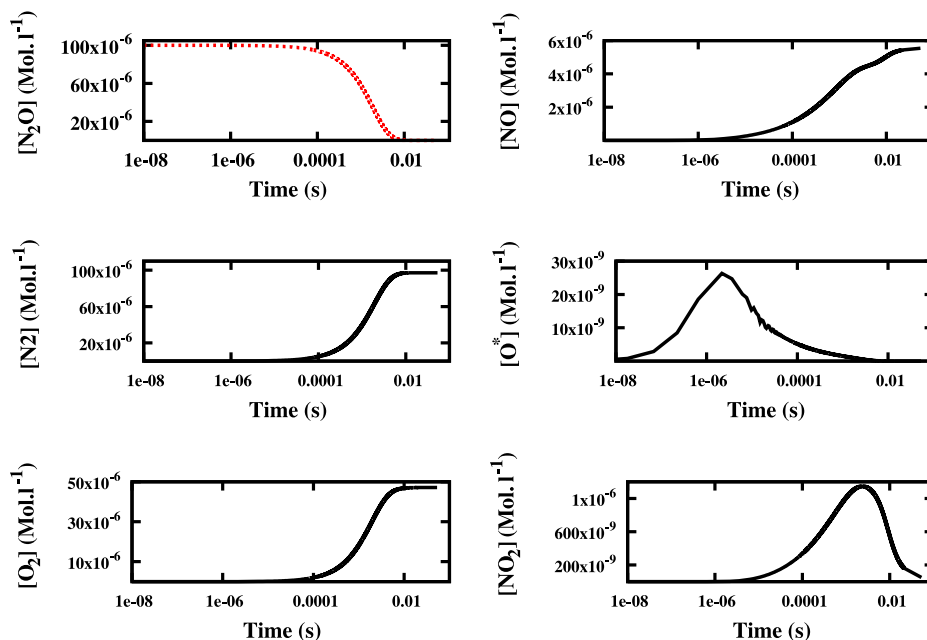 [N₂O] (Mol.l⁻¹)
100x10⁻⁶
60x10⁻⁶
20x10⁻⁶
1e-08
1e-06
0.0001
0.01
Time (s)
[NO] (Mol.l⁻¹)
6x10⁻⁶
4x10⁻⁶
2x10⁻⁶
1e-08
1e-06
0.0001
0.01
Time (s)
[N2] (Mol.l⁻¹)
100x10⁻⁶
60x10⁻⁶
20x10⁻⁶
1e-08
1e-06
0.0001
0.01
Time (s)
[O*] (Mol.l⁻¹)
30x10⁻⁹
20x10⁻⁹
10x10⁻⁹
1e-08
1e-06
0.0001
0.01
Time (s)
[O₂] (Mol.l⁻¹)
50x10⁻⁶
30x10⁻⁶
10x10⁻⁶
1e-08
1e-06
0.0001
0.01
Time (s)
[NO₂] (Mol.l⁻¹)
1x10⁻⁶
600x10⁻⁹
200x10⁻⁹
1e-08
1e-06
0.0001
0.01
Time (s)